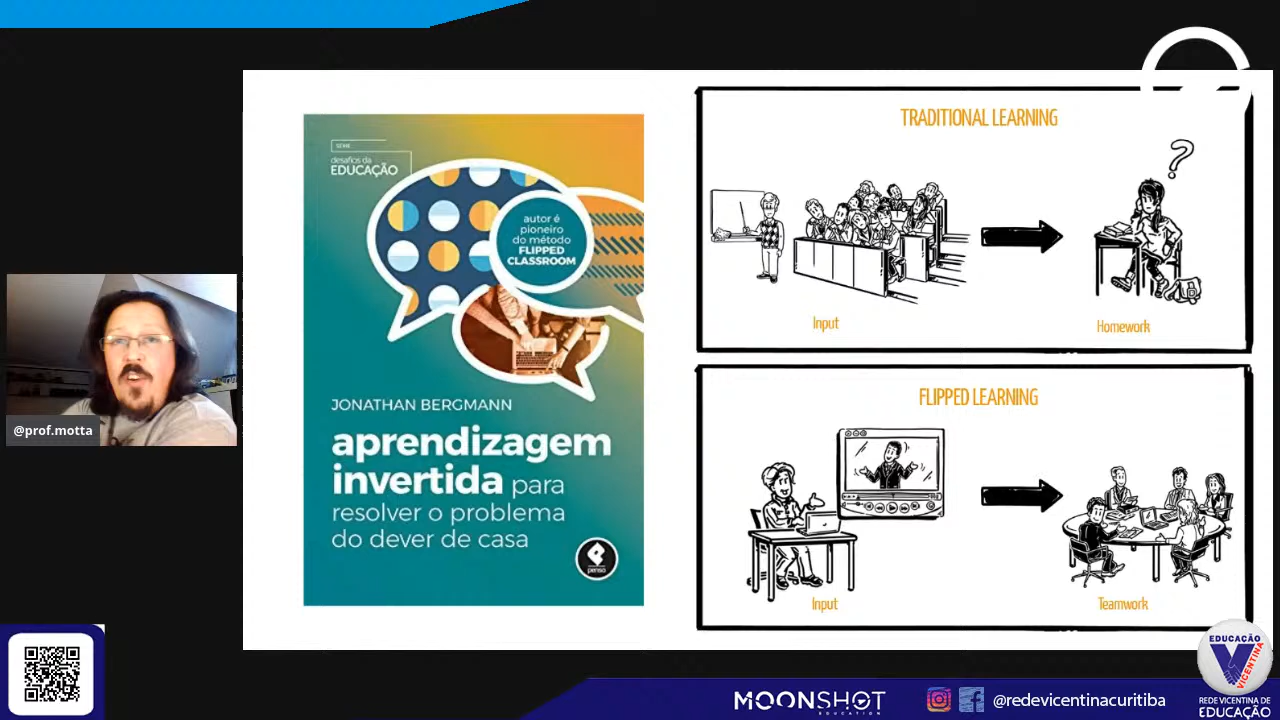 SÉRIE
desafios da
EDUCAÇÃO
autor é
pioneiro
do método
FLIPPED
CLASSROOM
JONATHAN BERGMANN
aprendizagem
invertida para
resolver o problema
do dever de casa
penso
TRADITIONAL LEARNING
?
Input
Homework
FLIPPED LEARNING
Input
Teamwork
@prof.motta
MOONSHOT
EDUCATION
@redevicentinacuritiba
EDUCAÇÃO
V
VICENTINA
REDE VICENTINA DE
EDUCAÇÃO